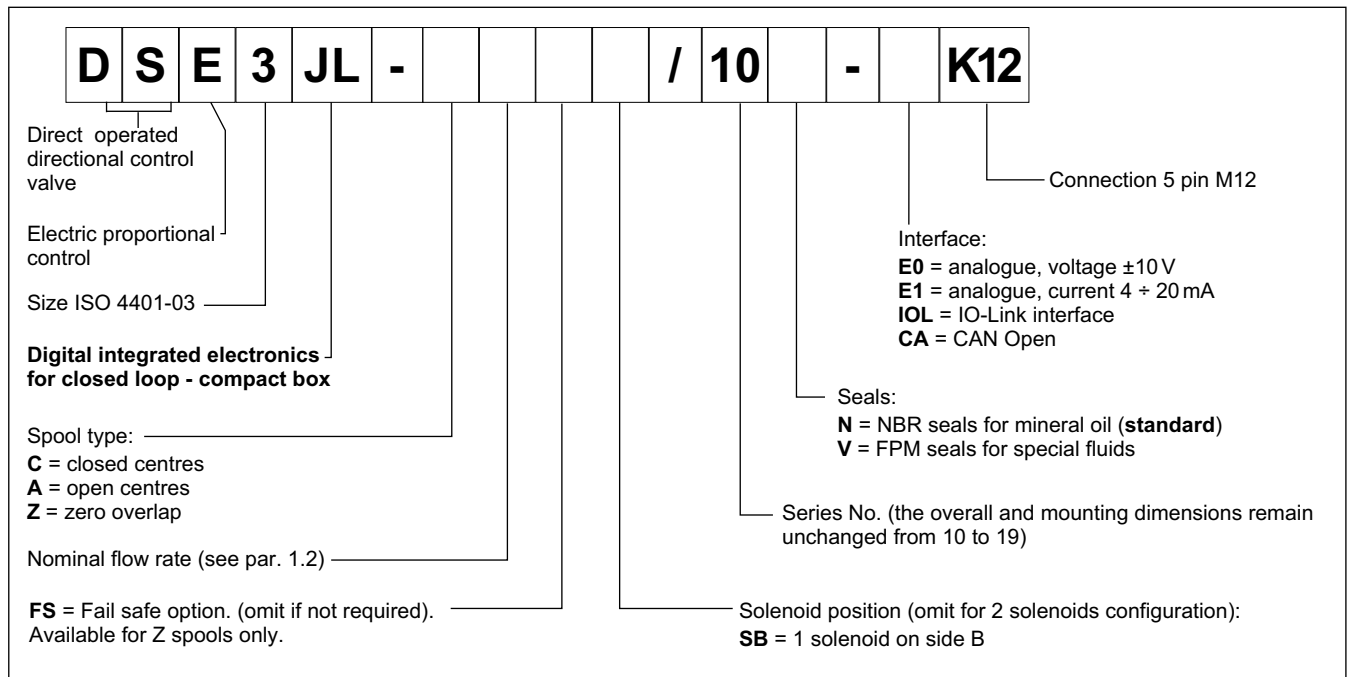 D S E 3 JL - / 10 - K12
Direct operated
directional control
valve
Electric proportional
control
Size ISO 4401-03
Digital integrated electronics
for closed loop - compact box
Spool type:
C = closed centres
A = open centres
Z = zero overlap
Nominal flow rate (see par. 1.2)
FS = Fail safe option. (omit if not required).
Available for Z spools only.
Connection 5 pin M12
Interface:
E0 = analogue, voltage ±10 V
E1 = analogue, current 4 ÷ 20 mA
IOL = IO-Link interface
CA = CAN Open
Seals:
N = NBR seals for mineral oil (standard)
V = FPM seals for special fluids
Series No. (the overall and mounting dimensions remain
unchanged from 10 to 19)
Solenoid position (omit for 2 solenoids configuration):
SB = 1 solenoid on side B